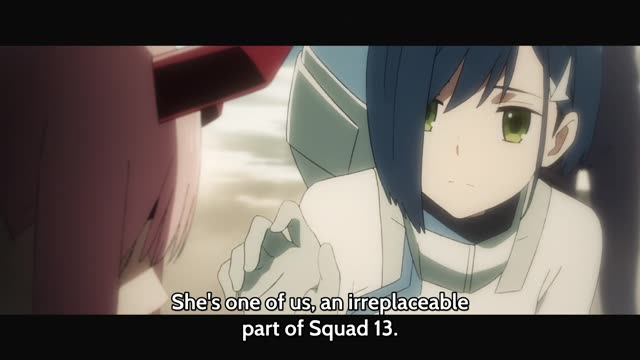 She's one of us, an irreplaceable
part of Squad 13.